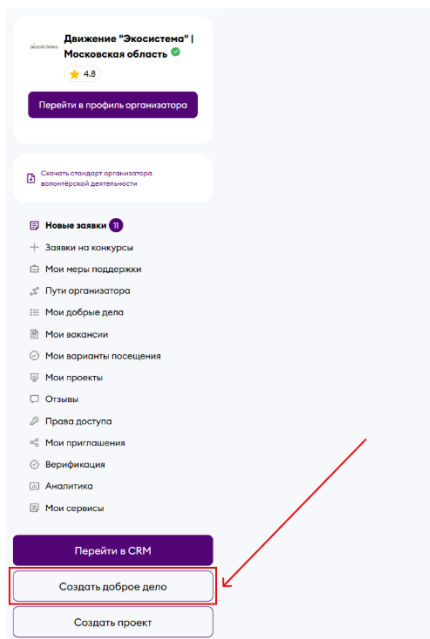 экосистема
Движение "Экосистема" |
Московская область
4.8
Перейти в профиль организатора
Скачать стандарт организатора
волонтёрской деятельности
Новые заявки 11
Заявки на конкурсы
Мои меры поддержки
Пути организатора
Мои добрые дела
Мои вакансии
Мои варианты посещения
Мои проекты
Отзывы
Права доступа
Мои приглашения
Верификация
Аналитика
Мои сервисы
Перейти в CRM
Создать доброе дело
Создать проект